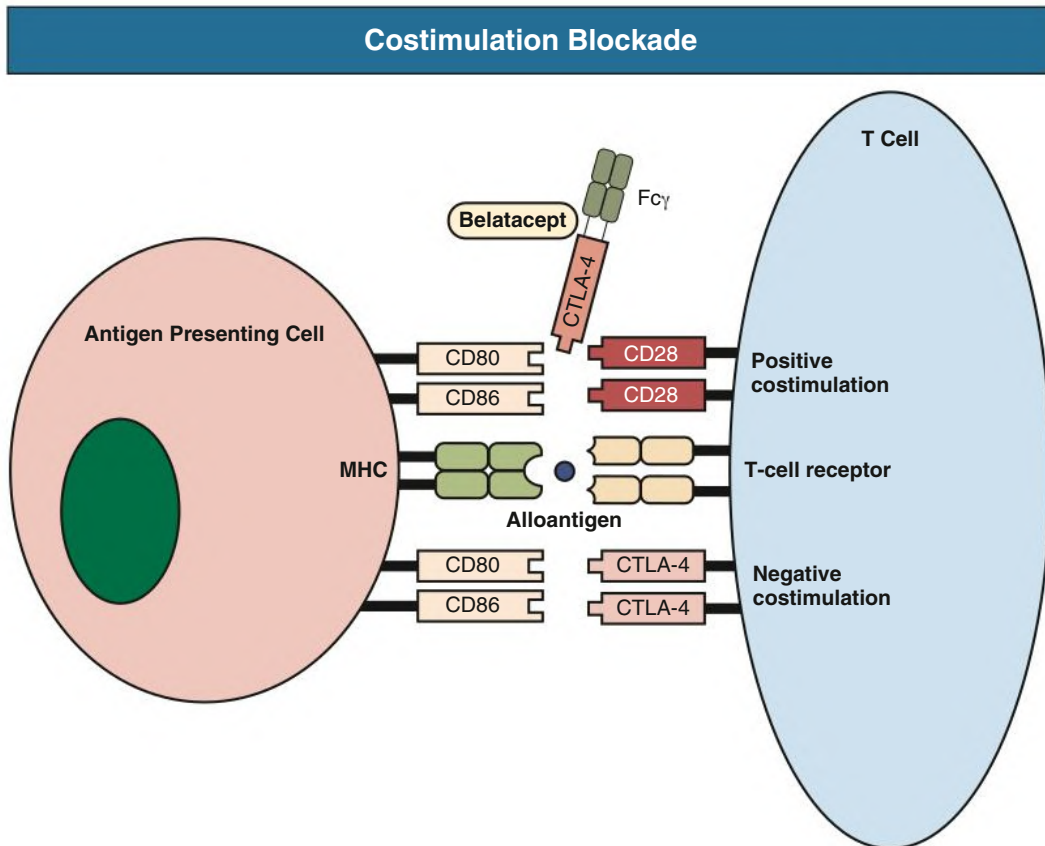 Costimulation Blockade
T Cell
Fcγ
Belatacept
CTLA-4
Antigen Presenting Cell
CD80
CD28
Positive
costimulation
CD86
CD28
MHC
T-cell receptor
Alloantigen
CD80
CTLA-4
Negative
costimulation
CD86
CTLA-4